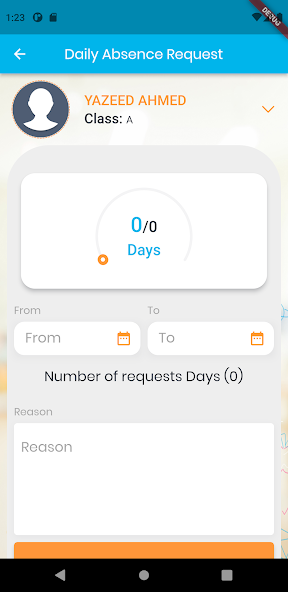 1:23
DEBUG
Daily Absence Request
YAZEED AHMED
Class: A
0/0
Days
From
To
From
To
Number of requests Days (0)
Reason
Reason